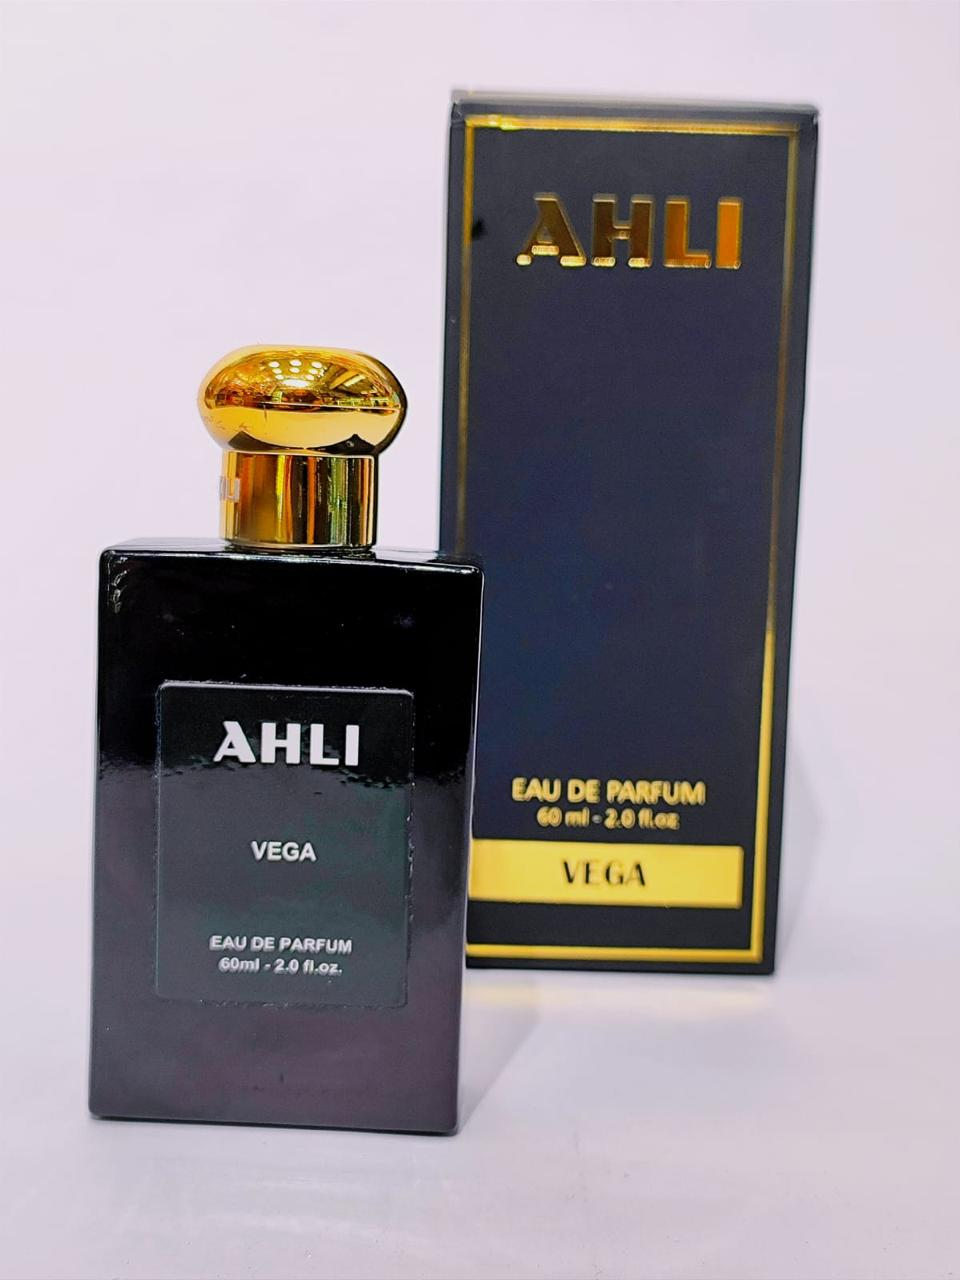 AHLI
EAU DE PARFUM
60 ml - 2.0 fl.oz
VEGA
AHLI
VEGA
EAU DE PARFUM
60ml - 2.0 fl.oz.